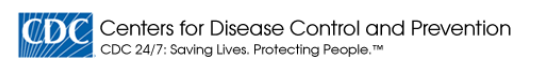 CDC Centers for Disease Control and Prevention
CDC 24/7: Saving Lives. Protecting People.™